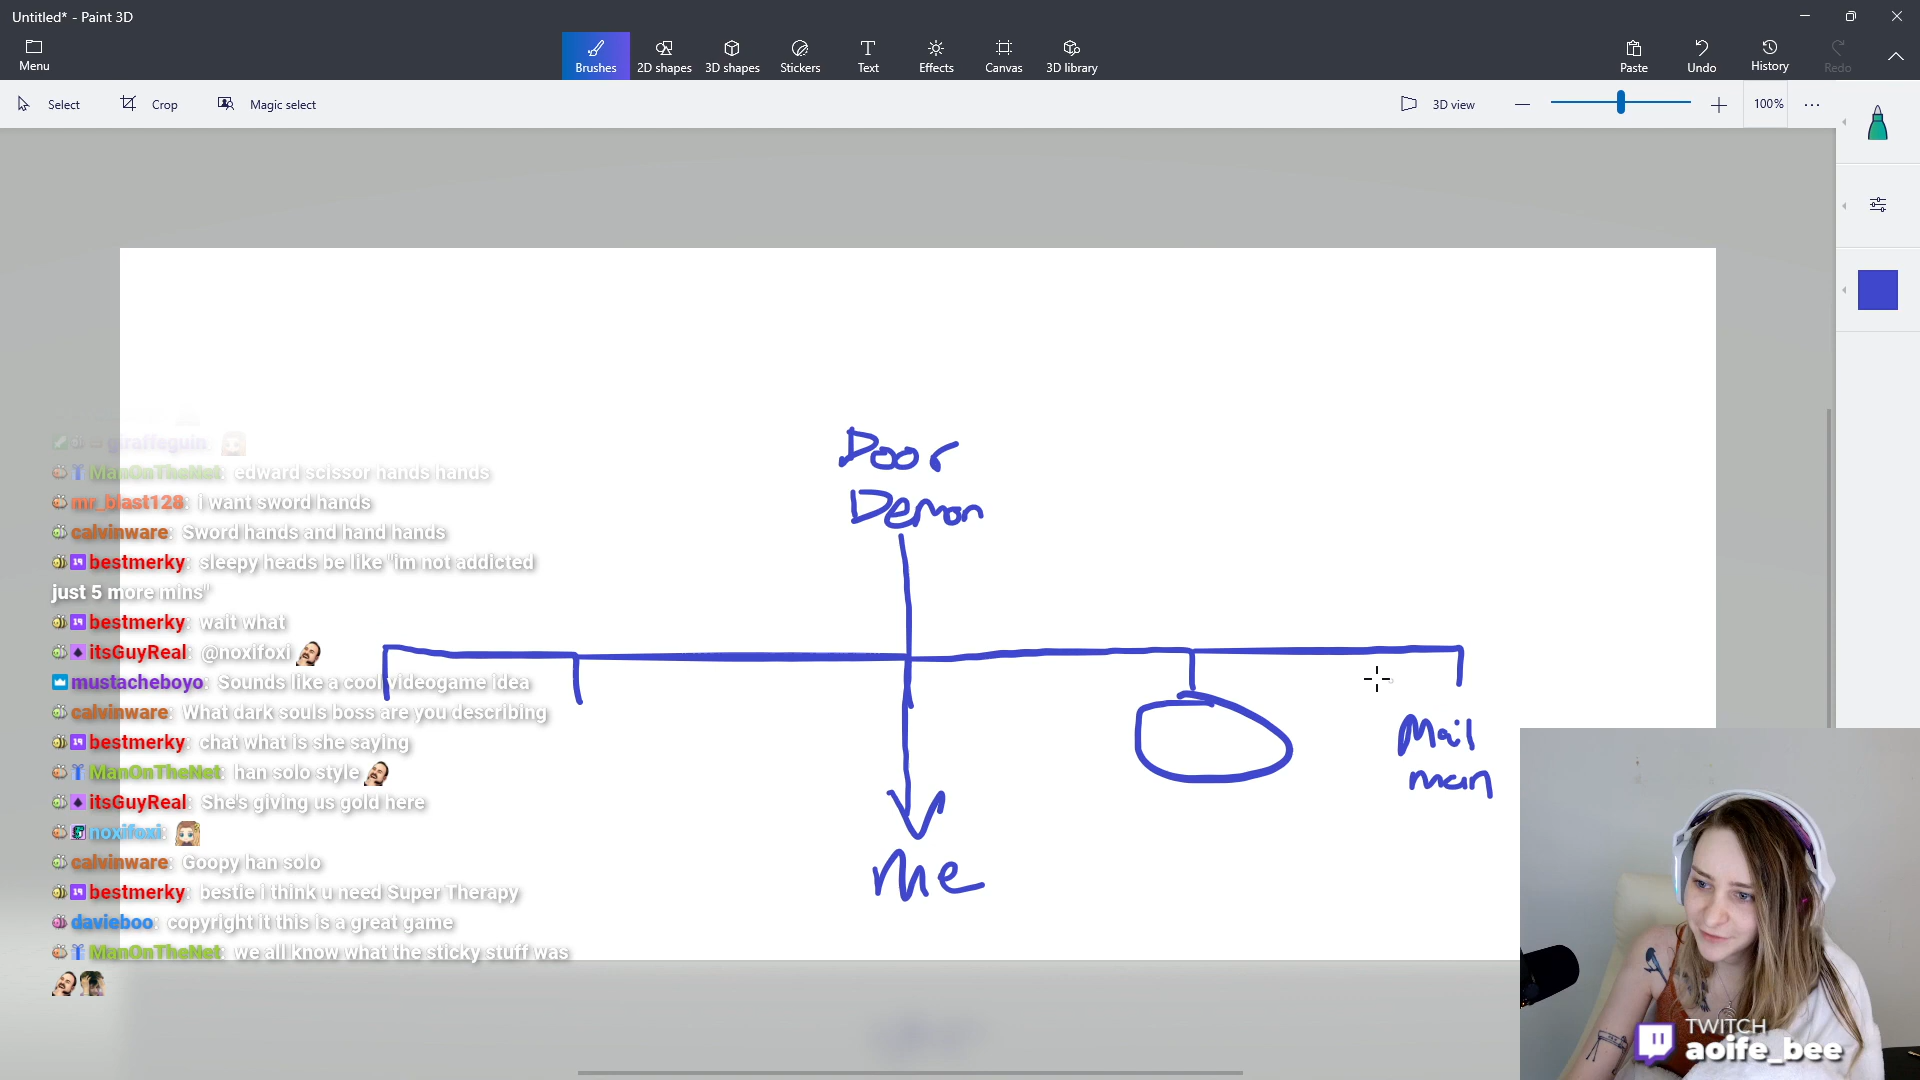 Untitled* - Paint 3D
Menu
Brushes
2D shapes
3D shapes
Stickers
Text
Effects
Canvas
3D library
Paste
Undo
History
Redo
Select
Crop
Magic select
3D view
100%
Door
Demon
Mail
man
me
giraffeguin:
ManOnTheNet: edward scissor hands hands
mr_blast128: i want sword hands
calvinware: Sword hands and hand hands
bestmerky: sleepy heads be like "im not addicted
just 5 more mins"
bestmerky: wait what
itsGuyReal: @noxifoxi
mustacheboyo: Sounds like a cool videogame idea
calvinware: What dark souls boss are you describing
bestmerky: chat what is she saying
ManOnTheNet: han solo style
itsGuyReal: She's giving us gold here
noxifoxi:
calvinware: Goopy han solo
bestmerky: bestie i think u need Super Therapy
davieboo: copyright it this is a great game
ManOnTheNet: we all know what the sticky stuff was
TWITCH
aoife_bee